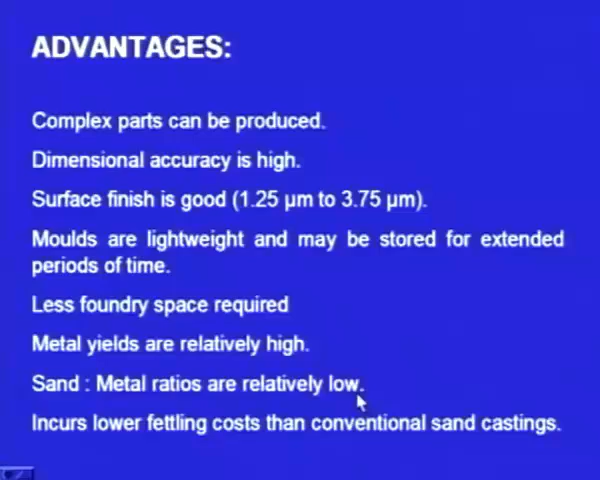 ADVANTAGES:
Complex parts can be produced.
Dimensional accuracy is high.
Surface finish is good (1.25 µm to 3.75 µm).
Moulds are lightweight and may be stored for extended
periods of time.
Less foundry space required
Metal yields are relatively high.
Sand : Metal ratios are relatively low.
Incurs lower fettling costs than conventional sand castings.